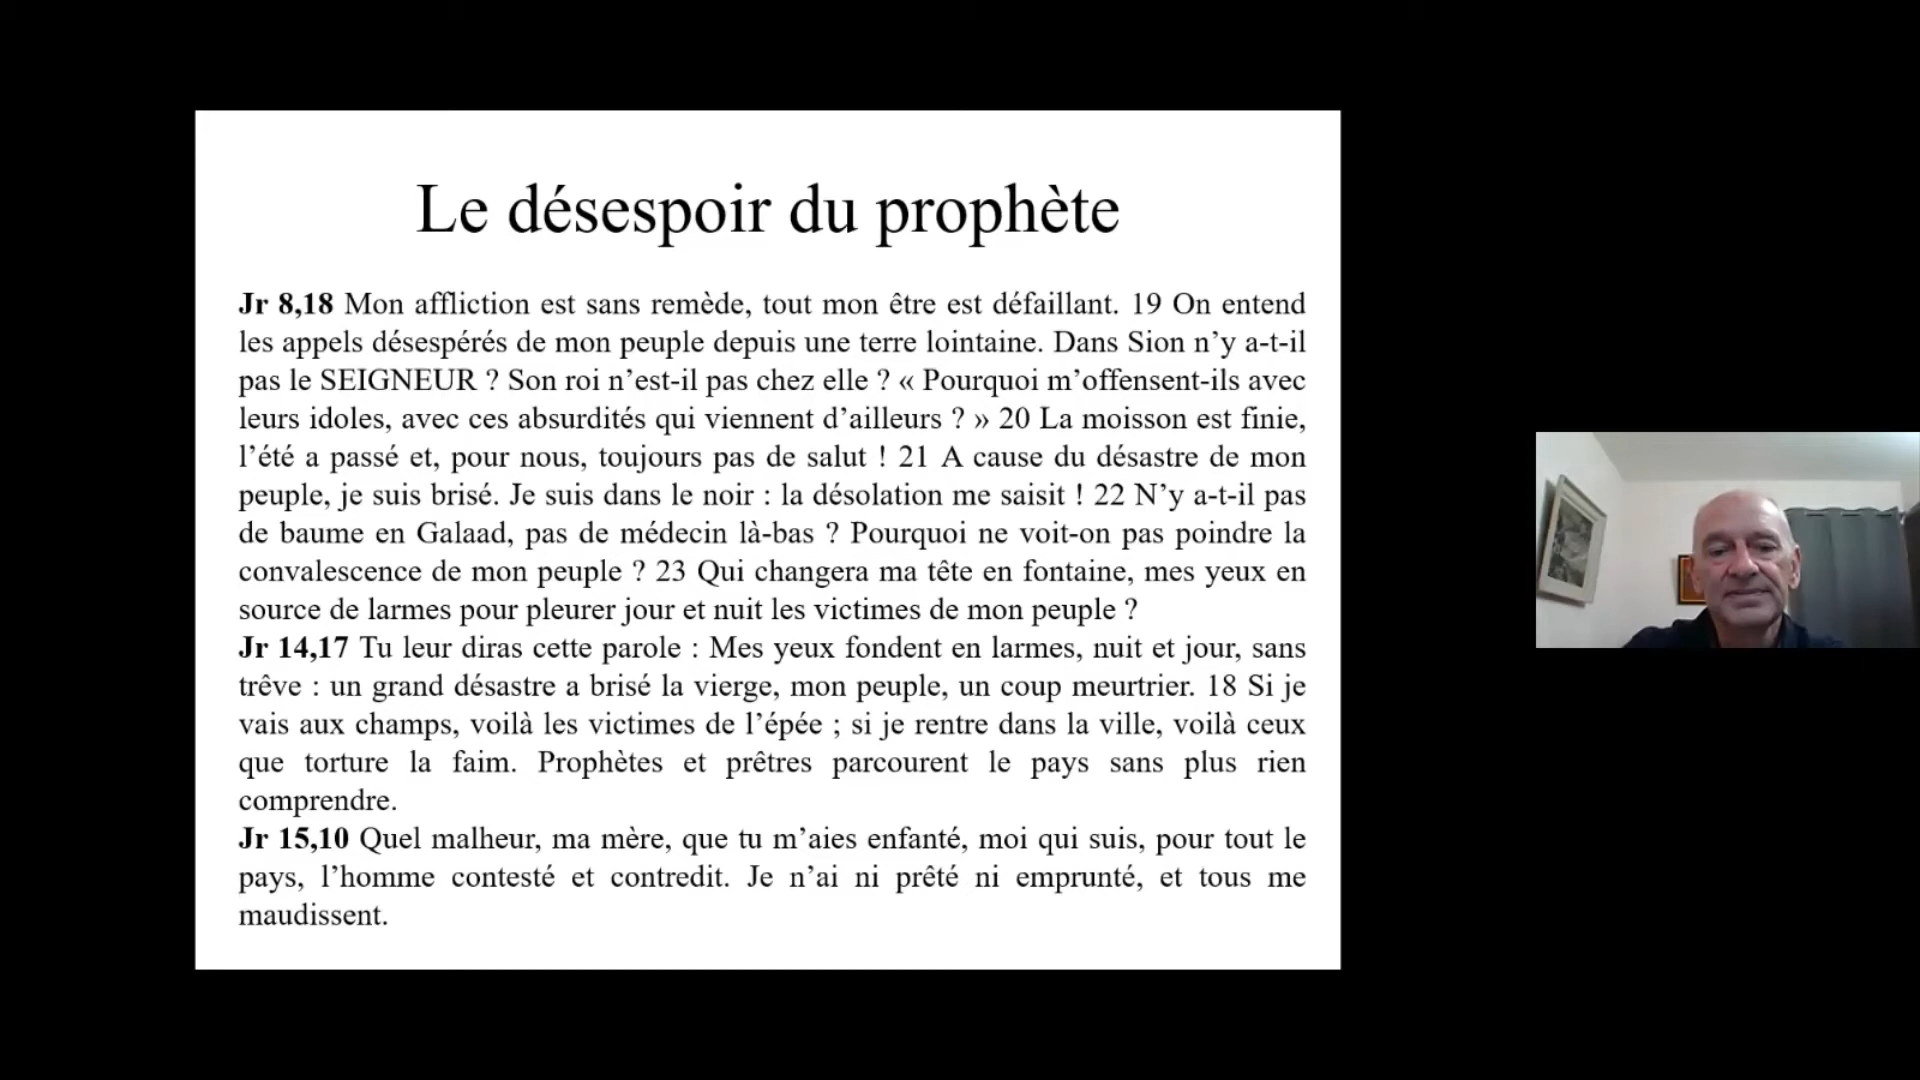 Le désespoir du prophète
Jr 8,18 Mon affliction est sans remède, tout mon être est défaillant. 19 On entend
les appels désespérés de mon peuple depuis une terre lointaine. Dans Sion n’y a-t-il
pas le SEIGNEUR ? Son roi n’est-il pas chez elle ? « Pourquoi m’offensent-ils avec
leurs idoles, avec ces absurdités qui viennent d’ailleurs ? » 20 La moisson est finie,
l’été a passé et, pour nous, toujours pas de salut ! 21 A cause du désastre de mon
peuple, je suis brisé. Je suis dans le noir : la désolation me saisit ! 22 N’y a-t-il pas
de baume en Galaad, pas de médecin là-bas ? Pourquoi ne voit-on pas poindre la
convalescence de mon peuple ? 23 Qui changera ma tête en fontaine, mes yeux en
source de larmes pour pleurer jour et nuit les victimes de mon peuple ?
Jr 14,17 Tu leur diras cette parole : Mes yeux fondent en larmes, nuit et jour, sans
trêve : un grand désastre a brisé la vierge, mon peuple, un coup meurtrier. 18 Si je
vais aux champs, voilà les victimes de l’épée ; si je rentre dans la ville, voilà ceux
que torture la faim. Prophètes et prêtres parcourent le pays sans plus rien
comprendre.
Jr 15,10 Quel malheur, ma mère, que tu m’aies enfanté, moi qui suis, pour tout le
pays, l’homme contesté et contredit. Je n’ai ni prêté ni emprunté, et tous me
maudissent.